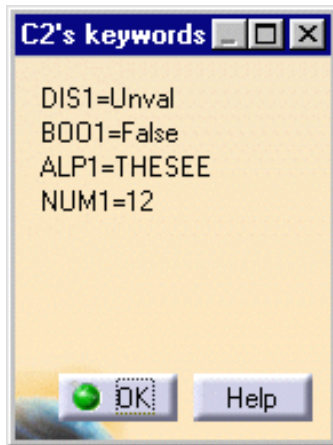 C2's keywords
DIS1=Unval
BOO1=False
ALP1=THESEE
NUM1=12
OK Help